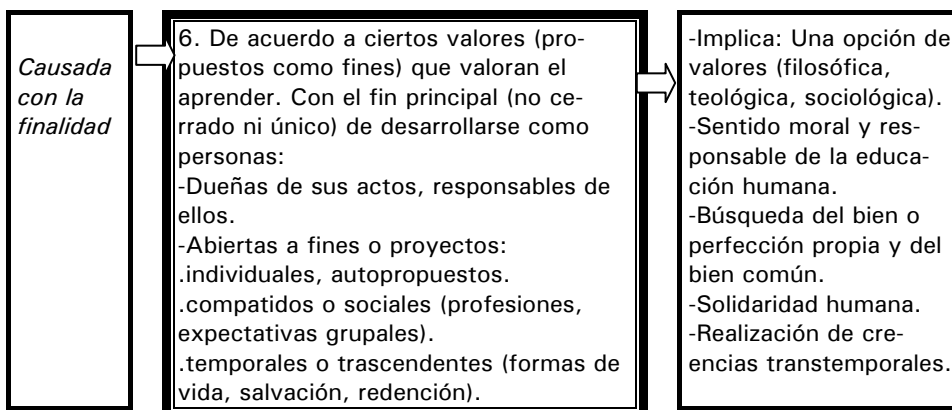 Causada
con la
finalidad
6. De acuerdo a ciertos valores (pro-
puestos como fines) que valoran el
aprender. Con el fin principal (no ce-
rrado ni único) de desarrollarse como
personas:
-Dueñas de sus actos, responsables de
ellos.
-Abiertas a fines o proyectos:
.individuales, autopropuestos.
.compatidos o sociales (profesiones,
expectativas grupales).
.temporales o trascendentes (formas de
vida, salvación, redención).
-Implica: Una opción de
valores (filosófica,
teológica, sociológica).
-Sentido moral y res-
ponsable de la educa-
ción humana.
-Búsqueda del bien o
perfección propia y del
bien común.
-Solidaridad humana.
-Realización de cre-
encias transtemporales.